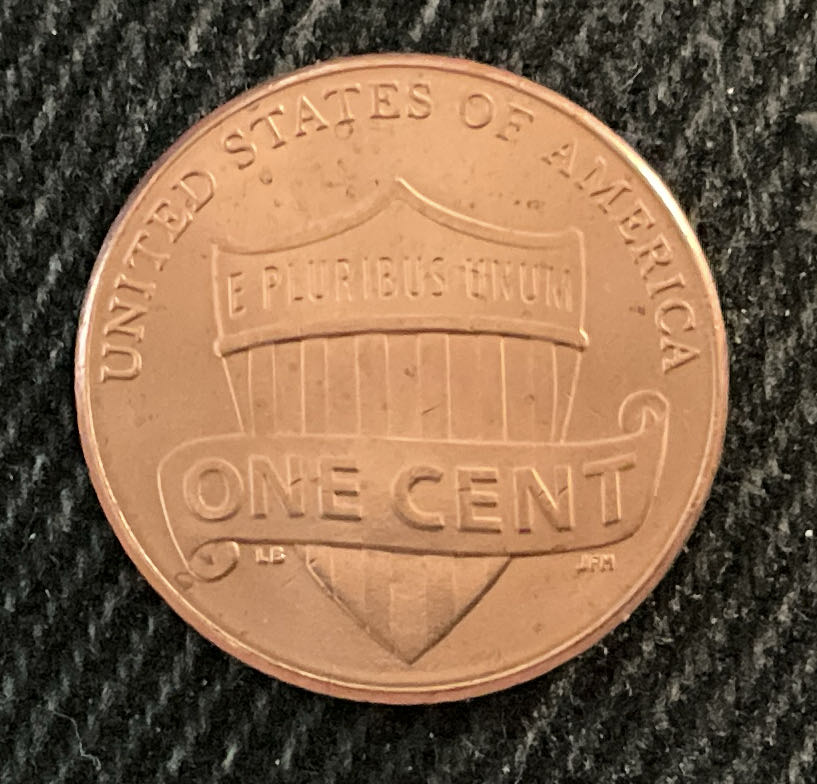 UNITED STATES OF AMERICA
E PLURIBUS UNUM
ONE CENT
LB
JFM